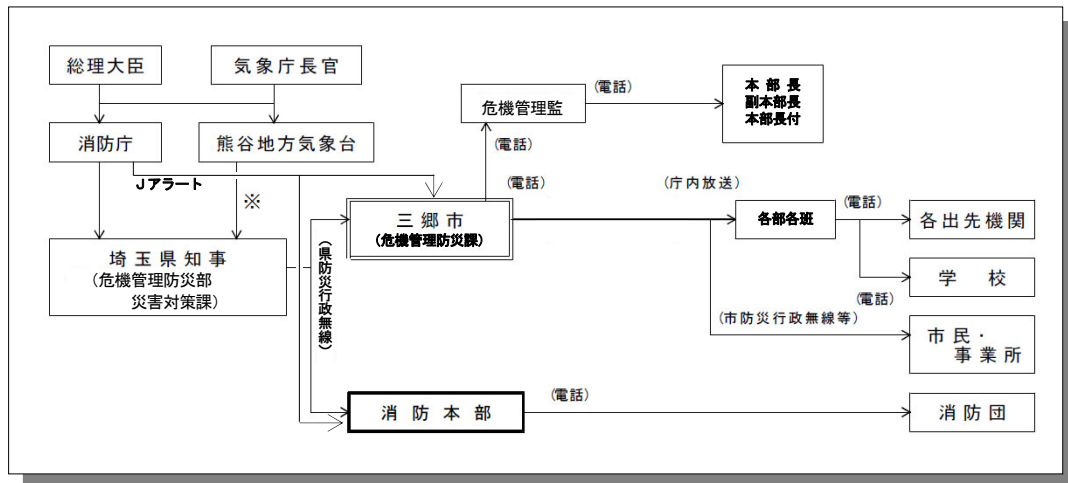 総理大臣
気象庁長官
消防庁
熊谷地方気象台
Jアラート
※
埼玉県知事
(危機管理防災部
災害対策課)
(県防災行政無線)
三郷市
(危機管理防災課)
消防本部
(電話)
危機管理監
(電話)
本部長
副本部長
本部長付
(電話)
(庁内放送)
各部各班
(電話)
各出先機関
(電話)
学校
(市防災行政無線等)
市民・
事業所
(電話)
消防団